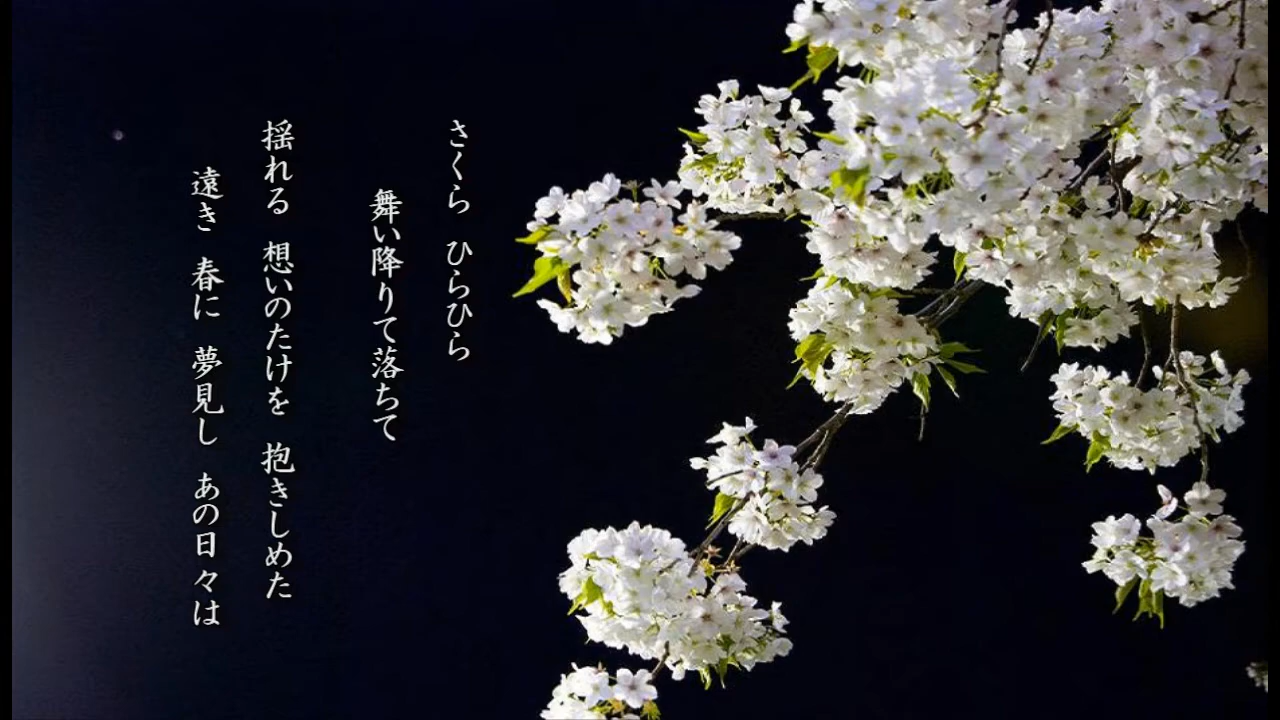 さくら ひらひら
舞い降りて落ちて
揺れる 想いのたけを 抱きしめた
遠き 春に 夢見し あの日々は